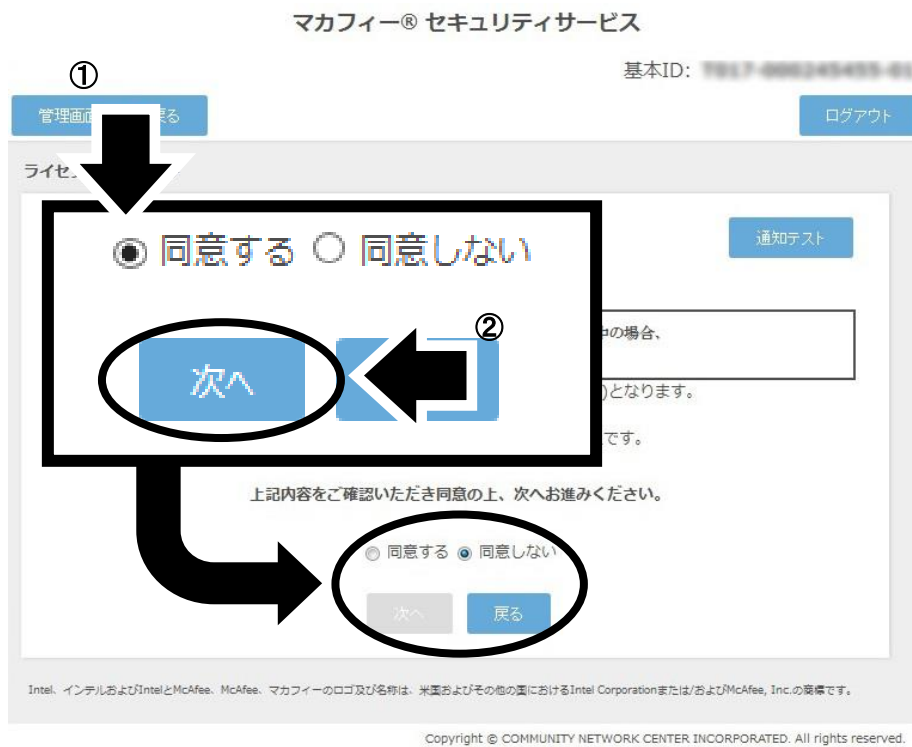 マカフィー® セキュリティサービス
基本ID:
①
管理画面 戻る
ログアウト
ライセ
通知テスト
同意する 同意しない
②
次へ
中の場合、
)となります。
です。
上記内容をご確認いただき同意の上、次へお進みください。
同意する 同意しない
次へ 戻る
Intel、インテルおよびIntelとMcAfee、McAfee、マカフィーのロゴ及び名称は、米国およびその他の国におけるIntel Corporationまたは/およびMcAfee, Inc.の商標です。
Copyright © COMMUNITY NETWORK CENTER INCORPORATED. All rights reserved.